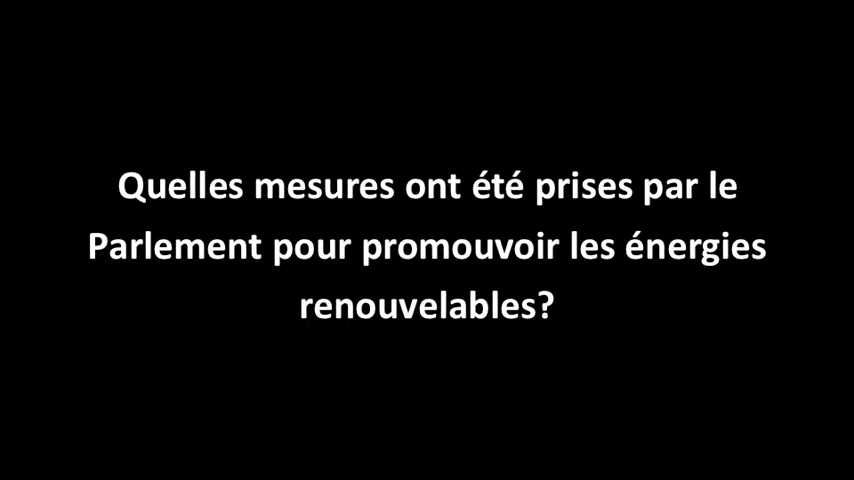 Quelles mesures ont été prises par le
Parlement pour promouvoir les énergies
renouvelables?